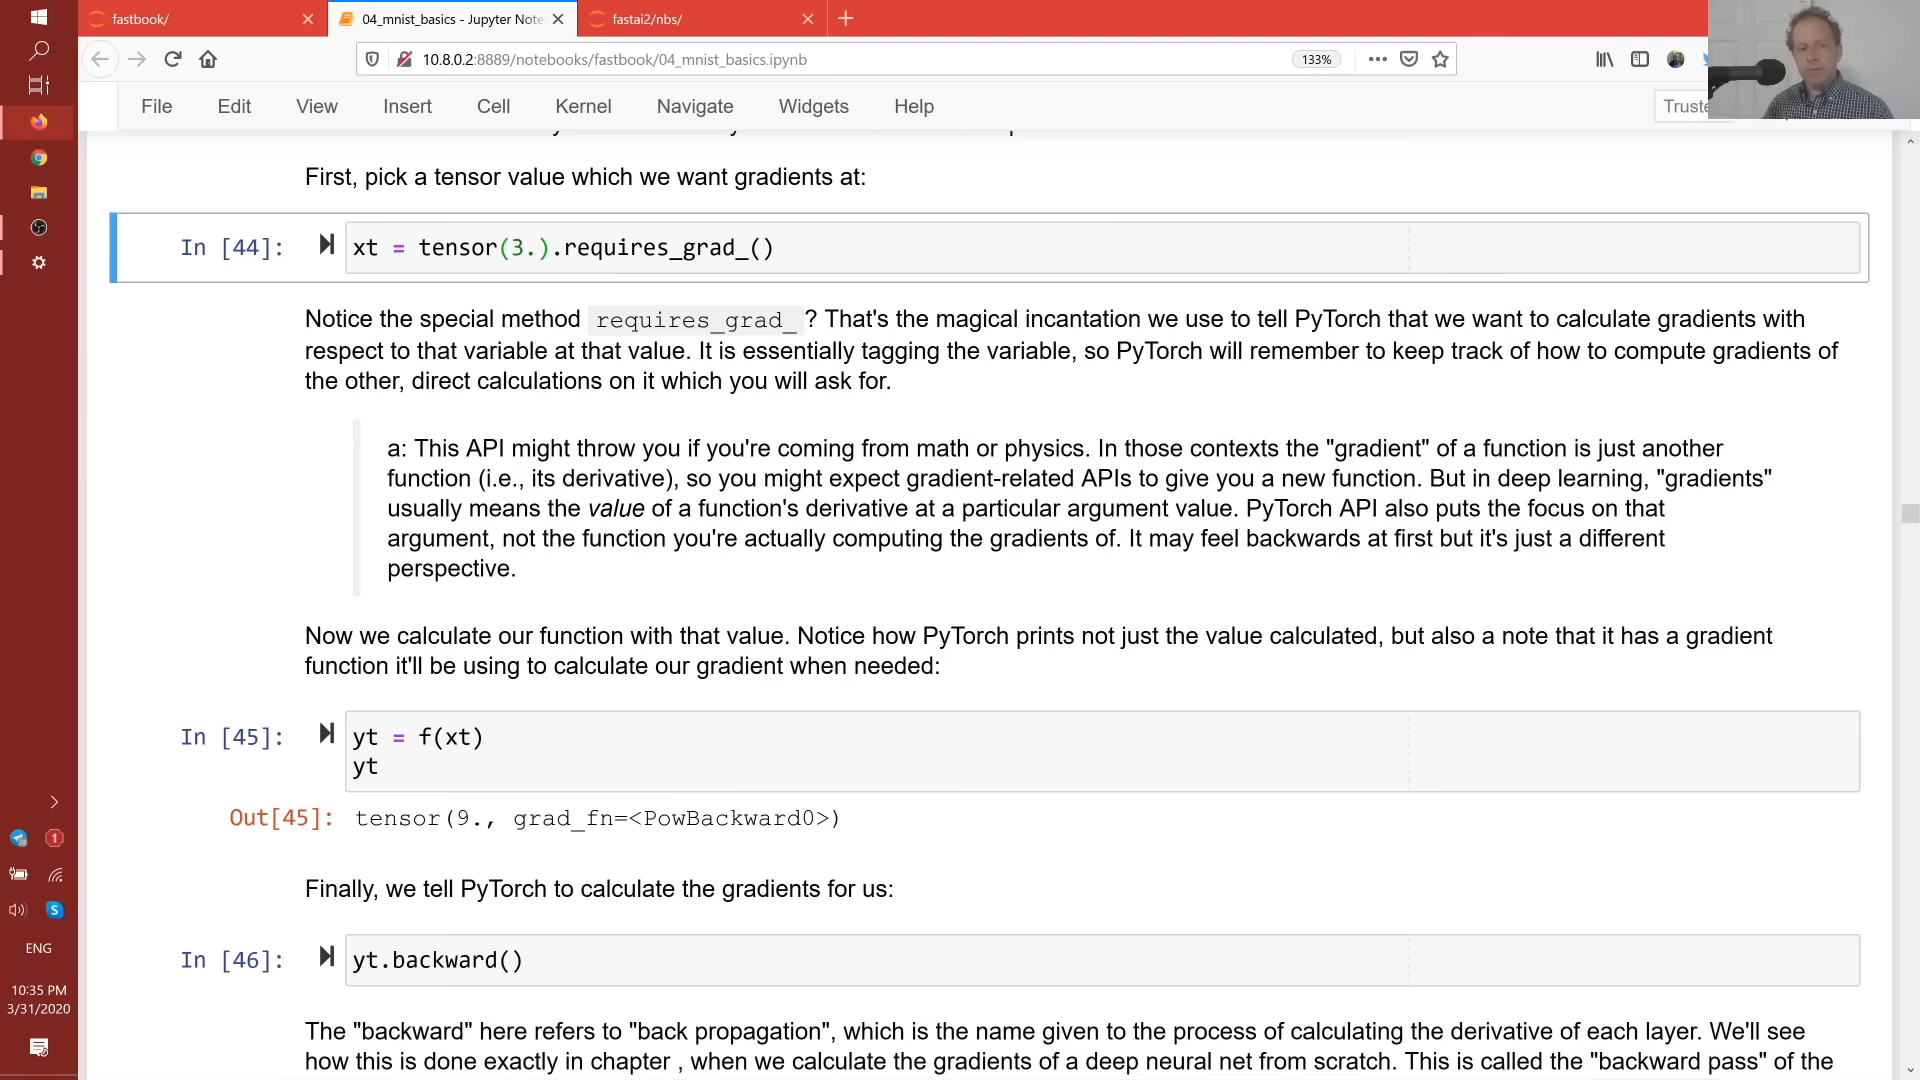 fastbook/
04_mnist_basics - Jupyter Note
fastai2/nbs/
10.8.0.2:8889/notebooks/fastbook/04_mnist_basics.ipynb
133%
File Edit View Insert Cell Kernel Navigate Widgets Help
Truste
First, pick a tensor value which we want gradients at:
In [44]: xt = tensor(3.).requires_grad_()
Notice the special method requires_grad_ ? That's the magical incantation we use to tell PyTorch that we want to calculate gradients with
respect to that variable at that value. It is essentially tagging the variable, so PyTorch will remember to keep track of how to compute gradients of
the other, direct calculations on it which you will ask for.
a: This API might throw you if you're coming from math or physics. In those contexts the "gradient" of a function is just another
function (i.e., its derivative), so you might expect gradient-related APIs to give you a new function. But in deep learning, "gradients"
usually means the value of a function's derivative at a particular argument value. PyTorch API also puts the focus on that
argument, not the function you're actually computing the gradients of. It may feel backwards at first but it's just a different
perspective.
Now we calculate our function with that value. Notice how PyTorch prints not just the value calculated, but also a note that it has a gradient
function it'll be using to calculate our gradient when needed:
In [45]: yt = f(xt)
yt
Out[45]: tensor(9., grad_fn=<PowBackward0>)
Finally, we tell PyTorch to calculate the gradients for us:
In [46]: yt.backward()
The "backward" here refers to "back propagation", which is the name given to the process of calculating the derivative of each layer. We'll see
how this is done exactly in chapter , when we calculate the gradients of a deep neural net from scratch. This is called the "backward pass" of the
1
S
ENG
10:35 PM
3/31/2020